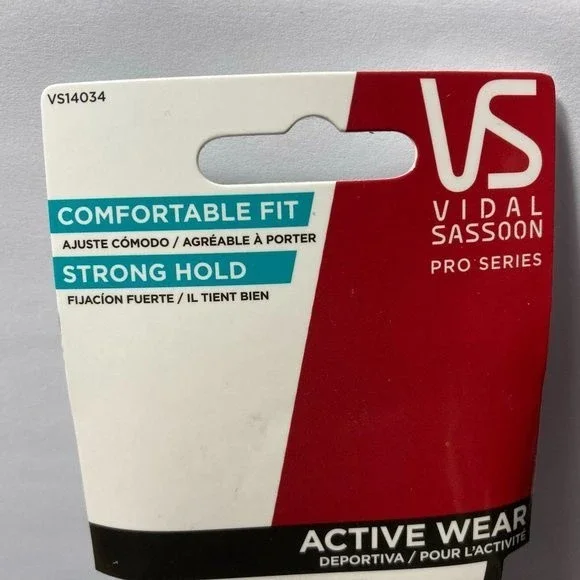 VS14034
VS
VIDAL
SASSOON
PRO SERIES
COMFORTABLE FIT
AJUSTE CÓMODO / AGRÉABLE À PORTER
STRONG HOLD
FIJACÍON FUERTE / IL TIENT BIEN
ACTIVE WEAR
DEPORTIVA / POUR L'ACTIVITÉ